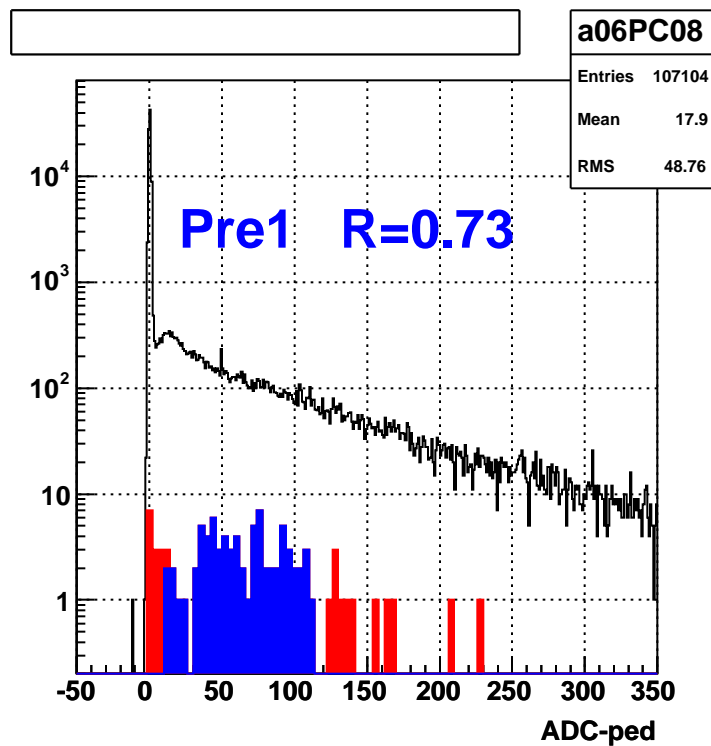 a06PC08
Entries 107104
Mean 17.9
RMS 48.76
Pre1 R=0.73
10^4
10^3
10^2
10
1
-50 0 50 100 150 200 250 300 350
ADC-ped